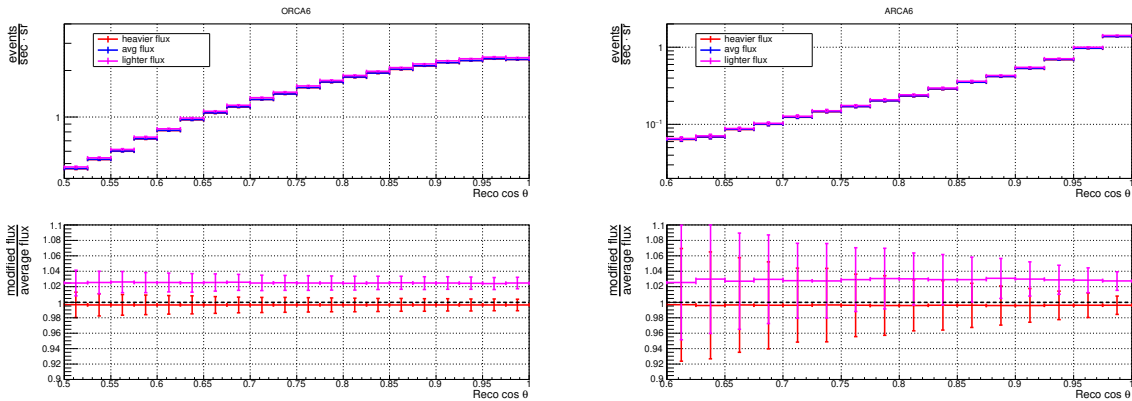 ORCA6
events
sec · sr
heavier flux
avg flux
lighter flux
1
0.5 0.55 0.6 0.65 0.7 0.75 0.8 0.85 0.9 0.95 1
Reco cos θ
modified flux
average flux
1.1
1.08
1.06
1.04
1.02
1
0.98
0.96
0.94
0.92
0.9
0.5 0.55 0.6 0.65 0.7 0.75 0.8 0.85 0.9 0.95 1
Reco cos θ
ARCA6
events
sec · sr
heavier flux
avg flux
lighter flux
1
10⁻¹
0.6 0.65 0.7 0.75 0.8 0.85 0.9 0.95 1
Reco cos θ
modified flux
average flux
1.1
1.08
1.06
1.04
1.02
1
0.98
0.96
0.94
0.92
0.9
0.6 0.65 0.7 0.75 0.8 0.85 0.9 0.95 1
Reco cos θ